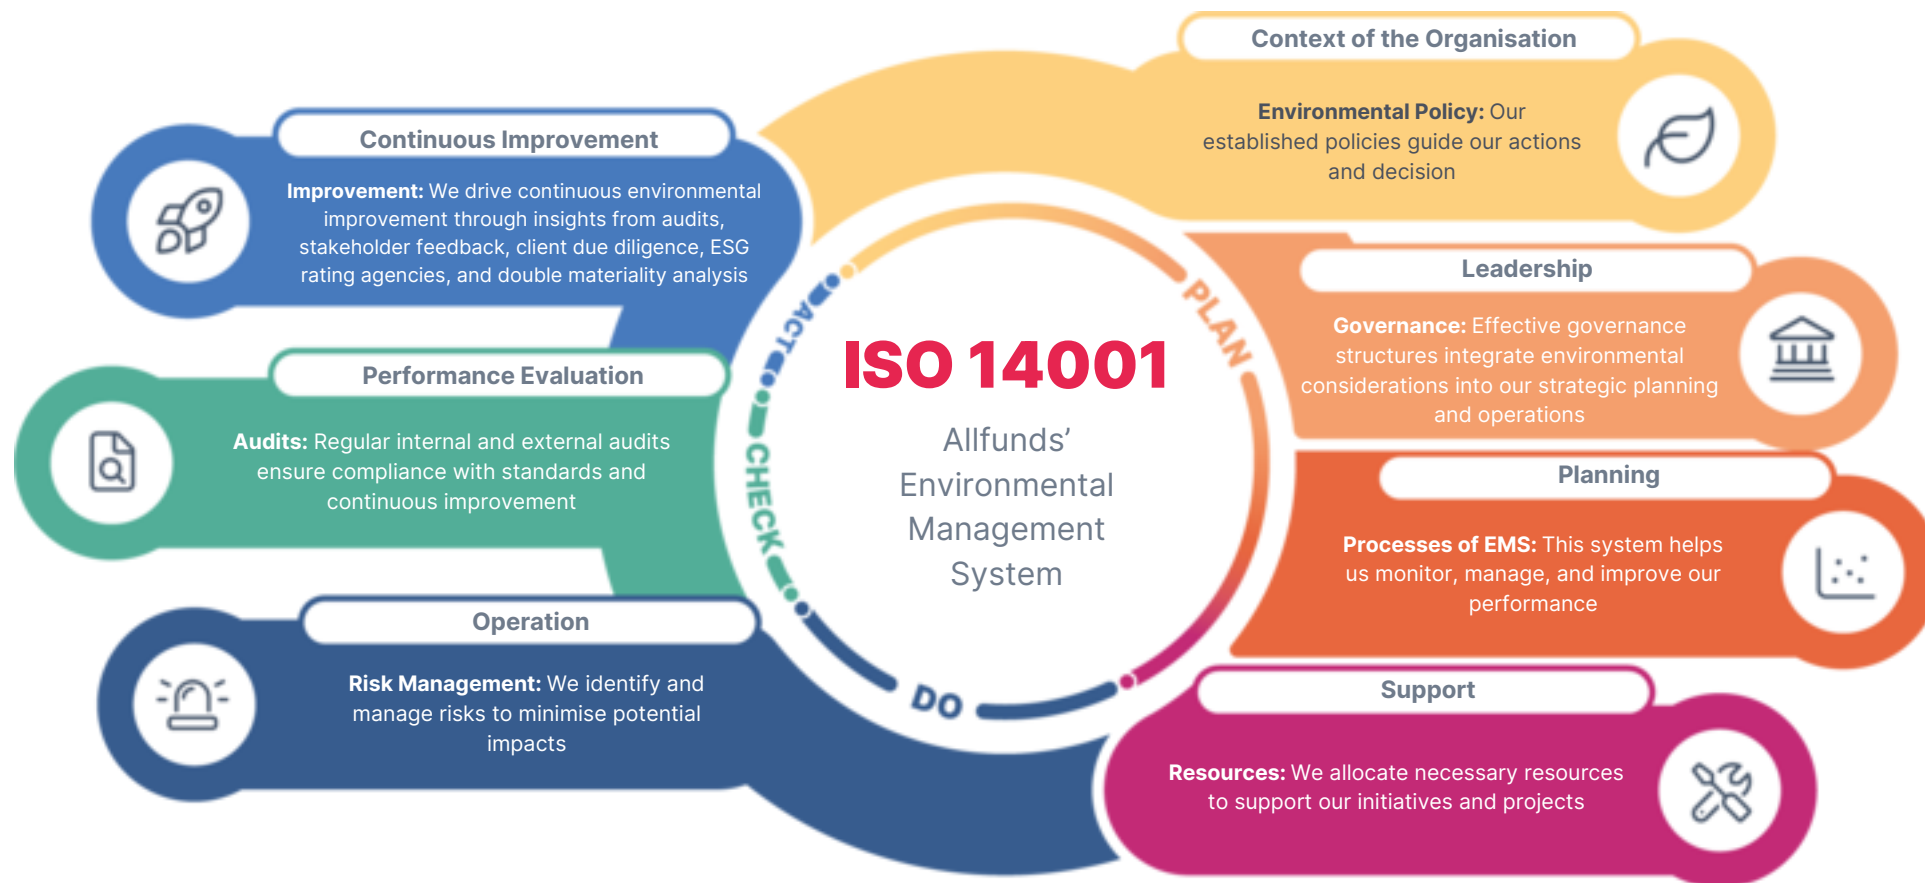 Context of the Organisation
Environmental Policy: Our
established policies guide our actions
and decision
Leadership
Governance: Effective governance
structures integrate environmental
considerations into our strategic planning
and operations
Planning
Processes of EMS: This system helps
us monitor, manage, and improve our
performance
Support
Resources: We allocate necessary resources
to support our initiatives and projects
Operation
Risk Management: We identify and
manage risks to minimise potential
impacts
Performance Evaluation
Audits: Regular internal and external audits
ensure compliance with standards and
continuous improvement
Continuous Improvement
Improvement: We drive continuous environmental
improvement through insights from audits,
stakeholder feedback, client due diligence, ESG
rating agencies, and double materiality analysis
PLAN
DO
CHECK
ACT
ISO 14001
Allfunds’
Environmental
Management
System